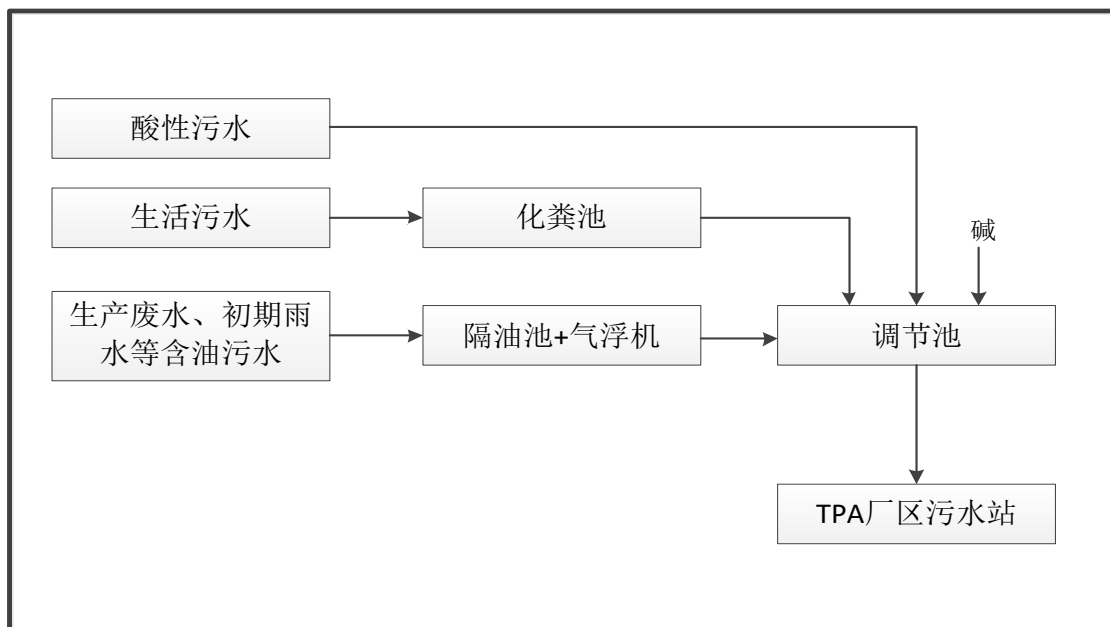 酸性污水
生活污水
化粪池
碱
生产废水、初期雨
水等含油污水
隔油池+气浮机
调节池
TPA厂区污水站